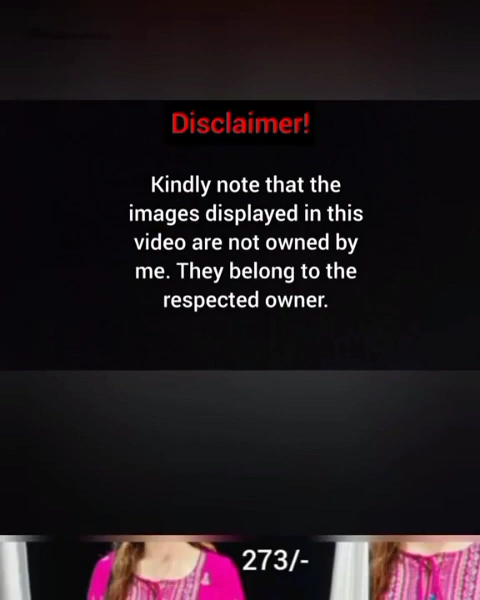 Disclaimer!
Kindly note that the
images displayed in this
video are not owned by
me. They belong to the
respected owner.
273/-